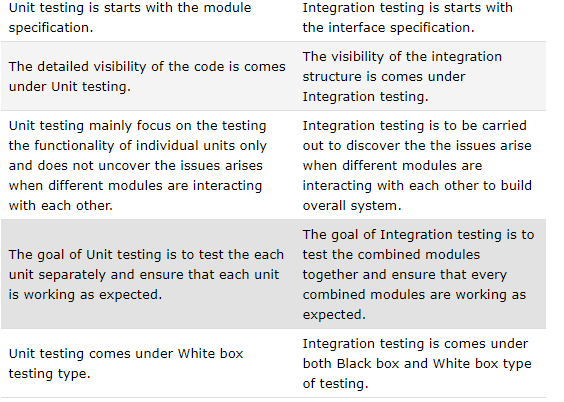 Unit testing is starts with the module
specification.
Integration testing is starts with
the interface specification.
The detailed visibility of the code is comes
under Unit testing.
The visibility of the integration
structure is comes under
Integration testing.
Unit testing mainly focus on the testing
the functionality of individual units only
and does not uncover the issues arises
when different modules are interacting
with each other.
Integration testing is to be carried
out to discover the the issues arise
when different modules are
interacting with each other to build
overall system.
The goal of Unit testing is to test the each
unit separately and ensure that each unit
is working as expected.
The goal of Integration testing is to
test the combined modules
together and ensure that every
combined modules are working as
expected.
Unit testing comes under White box
testing type.
Integration testing is comes under
both Black box and White box type
of testing.